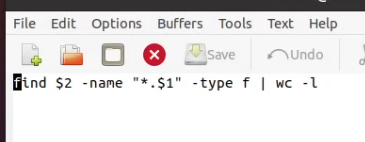 File Edit Options Buffers Tools Text Help
Save Undo
find $2 -name "*.$1" -type f | wc -l